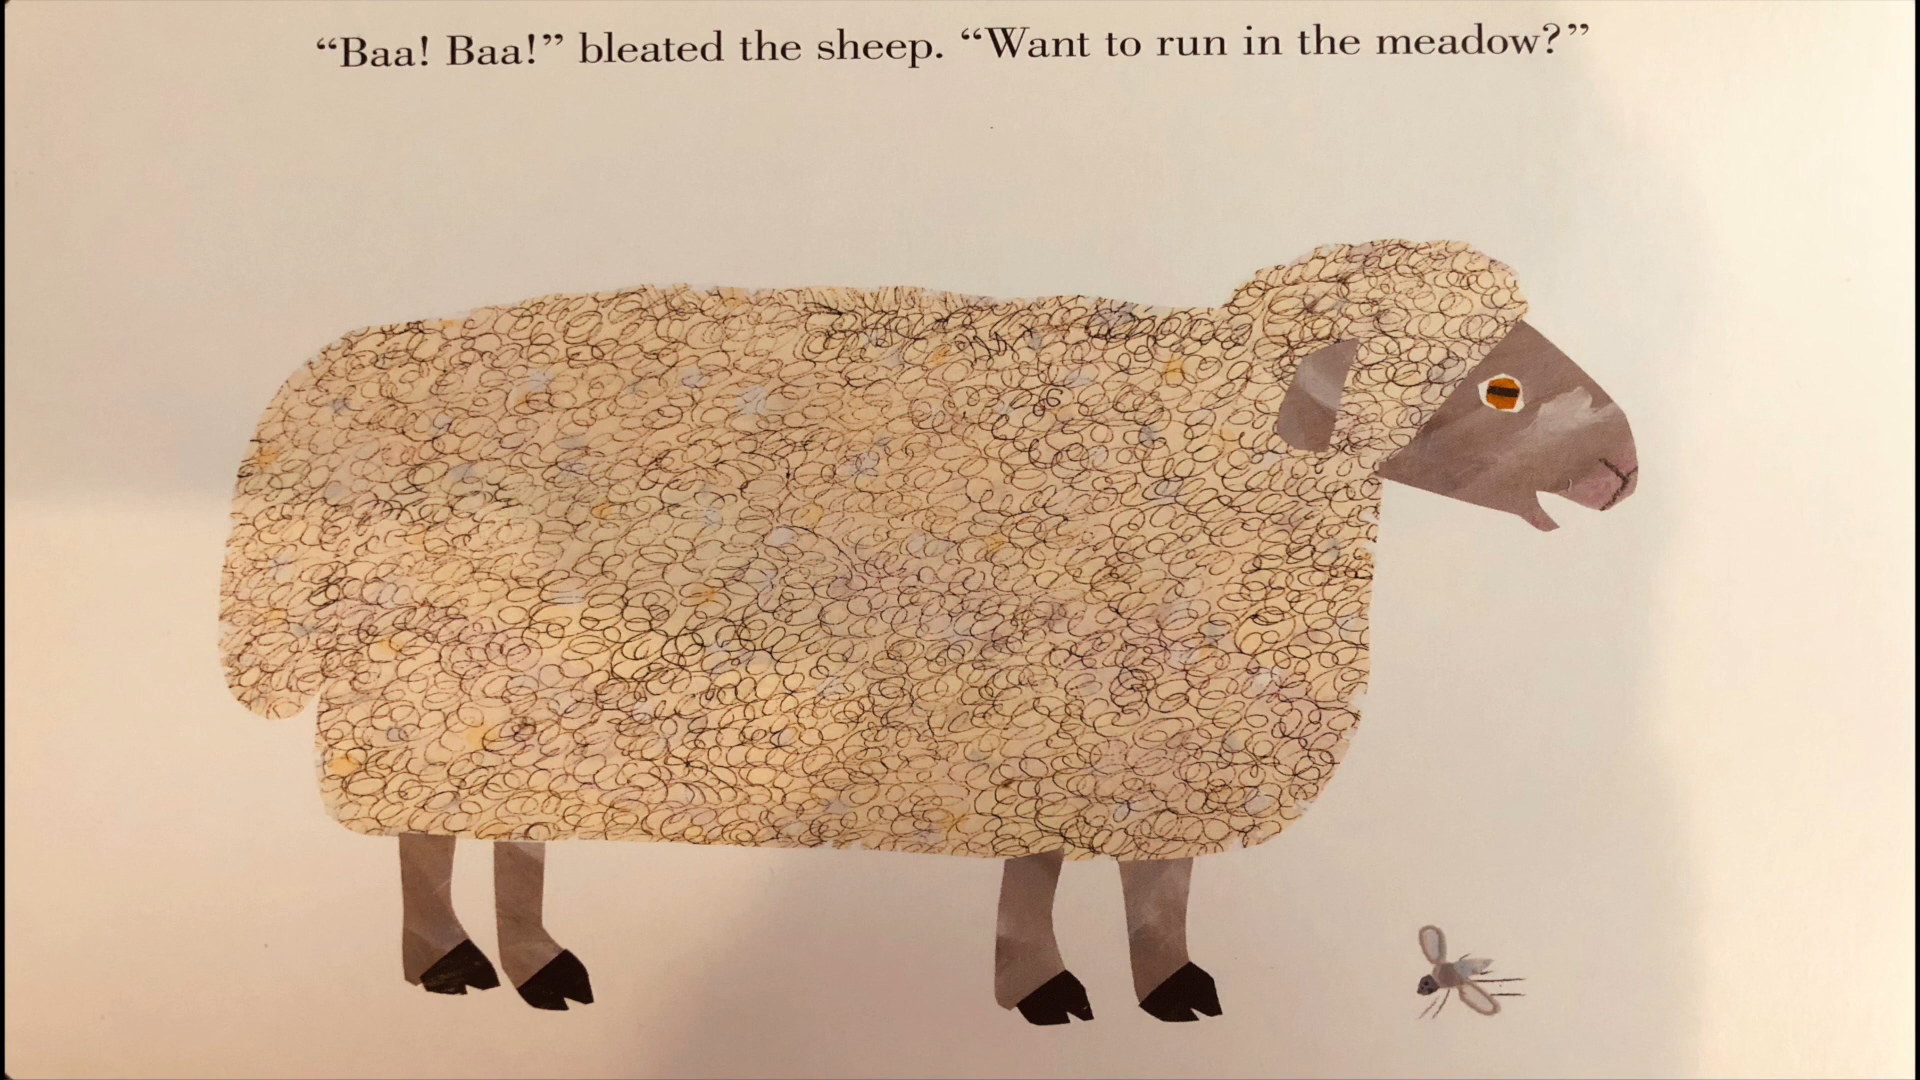 “Baa! Baa!” bleated the sheep. “Want to run in the meadow?”